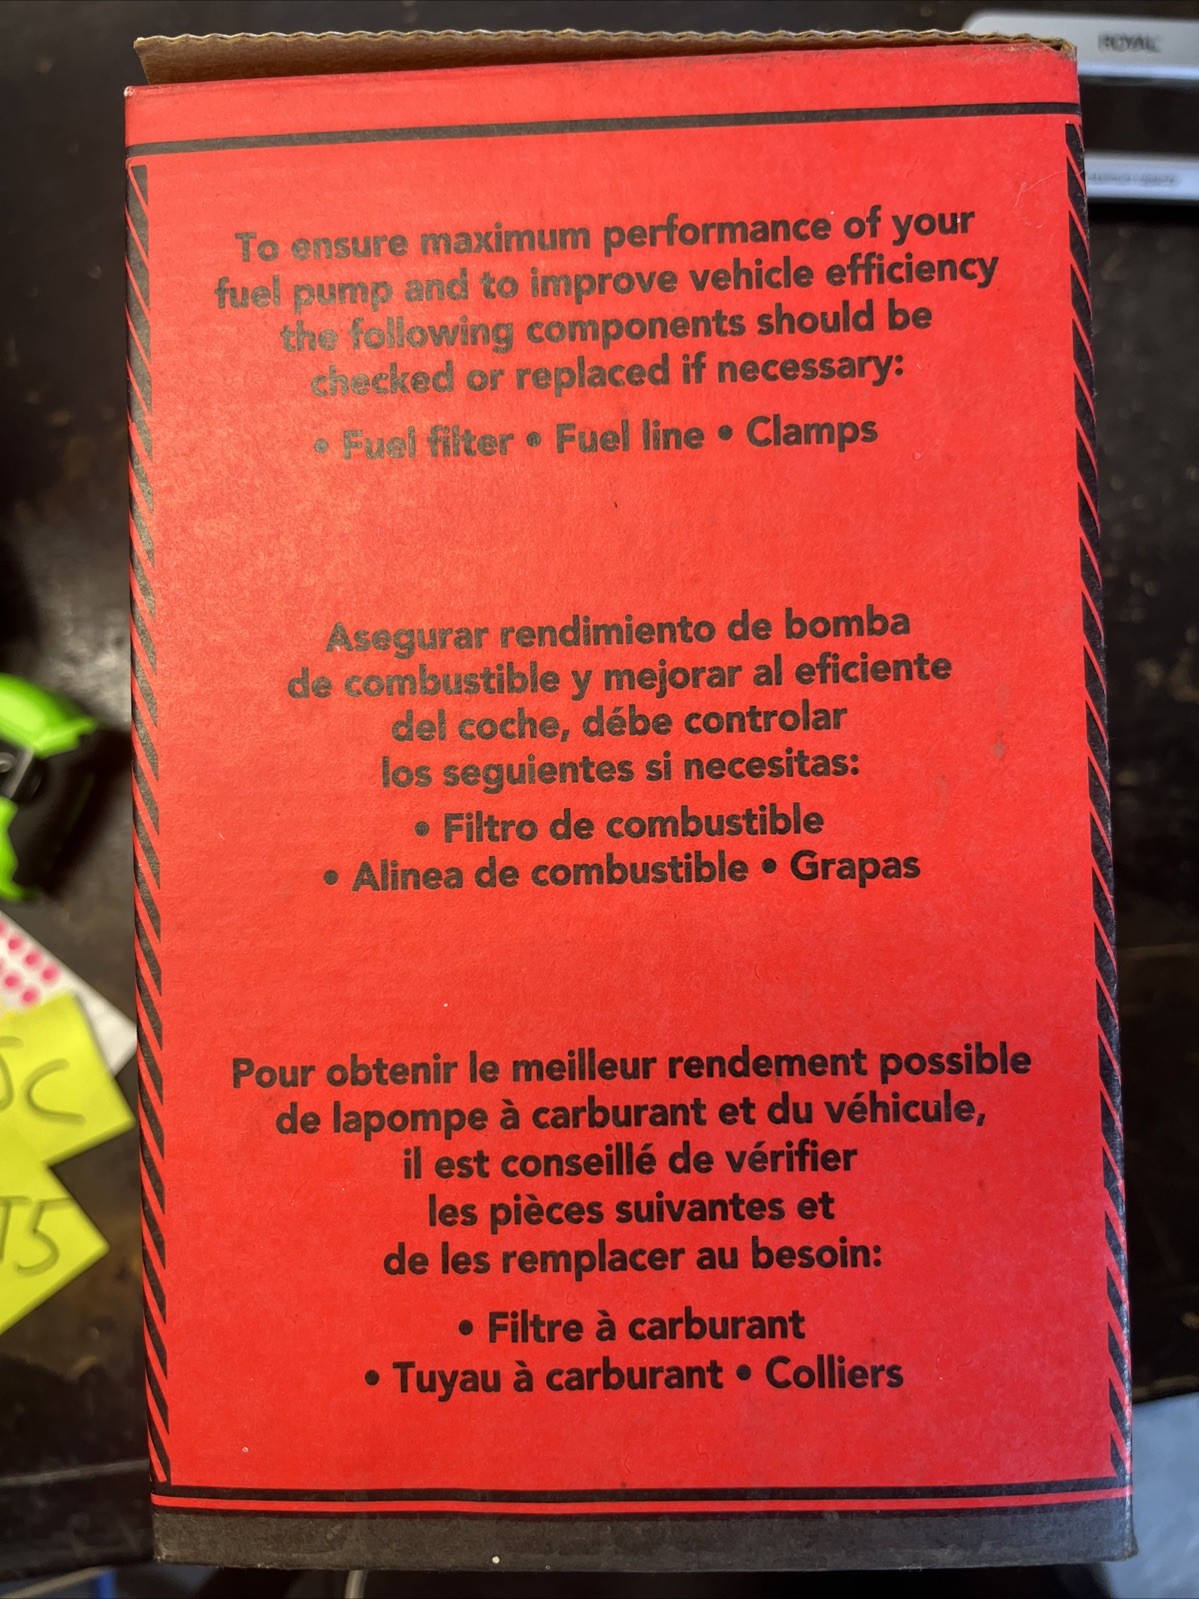 ROYAL
To ensure maximum performance of your
fuel pump and to improve vehicle efficiency
the following components should be
checked or replaced if necessary:
• Fuel filter • Fuel line • Clamps
Asegurar rendimiento de bomba
de combustible y mejorar al eficiente
del coche, débe controlar
los seguientes si necesitas:
• Filtro de combustible
• Alinea de combustible • Grapas
Pour obtenir le meilleur rendement possible
de lapompe à carburant et du véhicule,
il est conseillé de vérifier
les pièces suivantes et
de les remplacer au besoin:
• Filtre à carburant
• Tuyau à carburant • Colliers